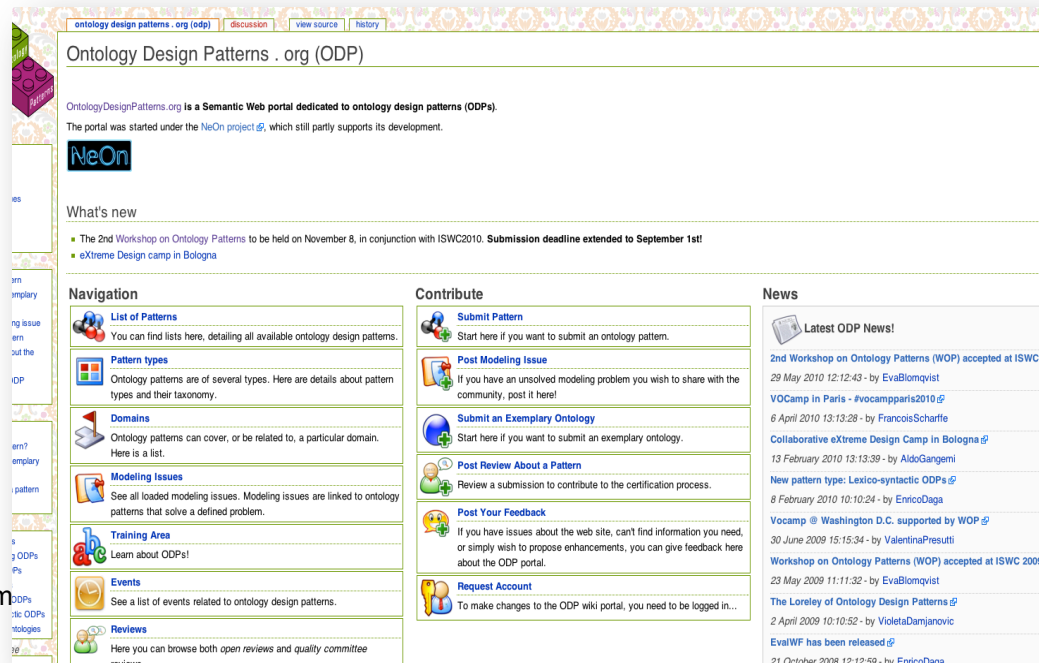 ontology design patterns . org (odp)
discussion
view source
history
Ontology Design Patterns . org (ODP)
Patterns
OntologyDesignPatterns.org is a Semantic Web portal dedicated to ontology design patterns (ODPs).
The portal was started under the NeOn project, which still partly supports its development.
NeOn
What's new
The 2nd Workshop on Ontology Patterns to be held on November 8, in conjunction with ISWC2010. Submission deadline extended to September 1st!
eXtreme Design camp in Bologna
Navigation
List of Patterns
You can find lists here, detailing all available ontology design patterns.
Pattern types
Ontology patterns are of several types. Here are details about pattern
types and their taxonomy.
Domains
Ontology patterns can cover, or be related to, a particular domain.
Here is a list.
Modeling Issues
See all loaded modeling issues. Modeling issues are linked to ontology
patterns that solve a defined problem.
Training Area
Learn about ODPs!
Events
See a list of events related to ontology design patterns.
Reviews
Here you can browse both open reviews and quality committee
Contribute
Submit Pattern
Start here if you want to submit an ontology pattern.
Post Modeling Issue
If you have an unsolved modeling problem you wish to share with the
community, post it here!
Submit an Exemplary Ontology
Start here if you want to submit an exemplary ontology.
Post Review About a Pattern
Review a submission to contribute to the certification process.
Post Your Feedback
If you have issues about the web site, can't find information you need,
or simply wish to propose enhancements, you can give feedback here
about the ODP portal.
Request Account
To make changes to the ODP wiki portal, you need to be logged in...
News
Latest ODP News!
2nd Workshop on Ontology Patterns (WOP) accepted at ISWC
29 May 2010 12:12:43 - by EvaBlomqvist
VOCamp in Paris - #vocampparis2010
6 April 2010 13:13:28 - by FrancoisScharffe
Collaborative eXtreme Design Camp in Bologna
13 February 2010 13:13:39 - by AldoGangemi
New pattern type: Lexico-syntactic ODPs
8 February 2010 10:10:24 - by EnricoDaga
Vocamp @ Washington D.C. supported by WOP
30 June 2009 15:15:34 - by ValentinaPresutti
Workshop on Ontology Patterns (WOP) accepted at ISWC 2009
23 May 2009 11:11:32 - by EvaBlomqvist
The Loreley of Ontology Design Patterns
2 April 2009 10:10:52 - by VioletaDamjanovic
EvalWF has been released
21 October 2008 12:12:59 - by EnricoDaga